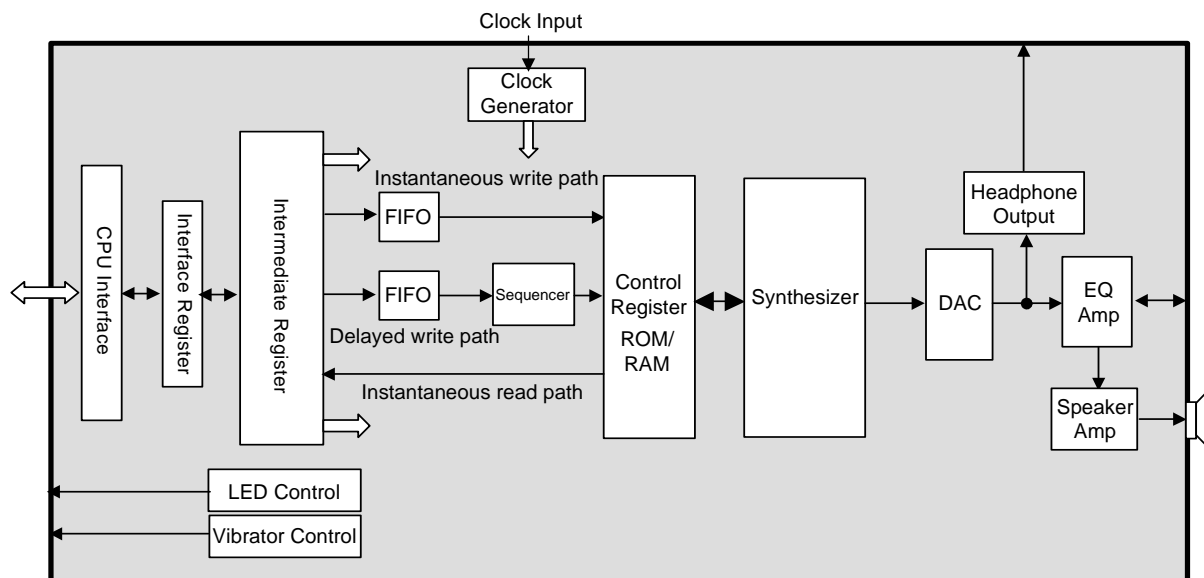 Clock Input
Clock
Generator
Instantaneous write path
CPU Interface
Interface Register
Intermediate Register
FIFO
FIFO
Sequencer
Delayed write path
Instantaneous read path
Control
Register
ROM/
RAM
Synthesizer
DAC
Headphone
Output
EQ
Amp
Speaker
Amp
LED Control
Vibrator Control